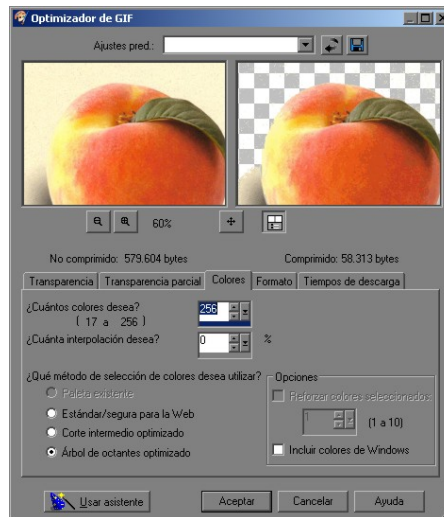 Optimizador de GIF
Ajustes pred.:
60%
No comprimido: 579.604 bytes Comprimido: 58.313 bytes
Transparencia Transparencia parcial Colores Formato Tiempos de descarga
¿Cuántos colores desea? 256
( 17 a 256 )
¿Cuánta interpolación desea? 0 %
¿Qué método de selección de colores desea utilizar?
Paleta existente
Estándar/segura para la Web
Corte intermedio optimizado
Árbol de octantes optimizado
Opciones
Reforzar colores seleccionados:
1 (1 a 10)
Incluir colores de Windows
Usar asistente Aceptar Cancelar Ayuda